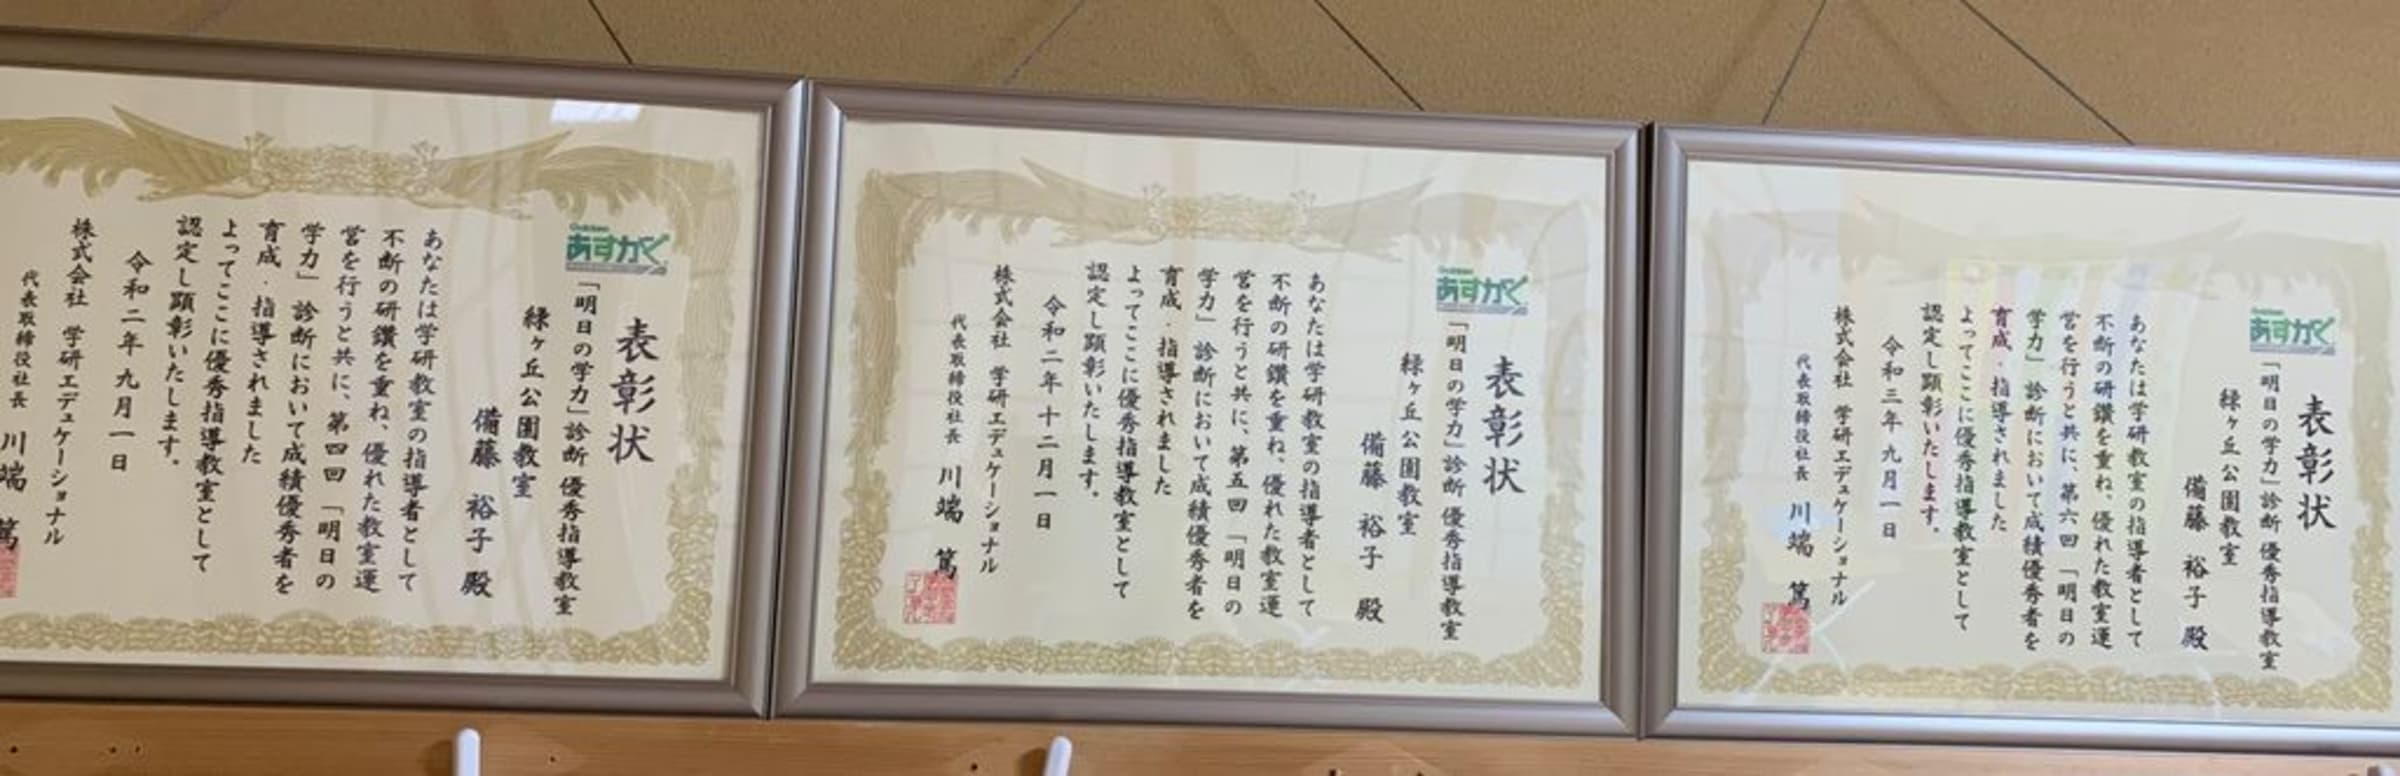 Gakken
あすがく
表彰状
「明日の学力」診断 優秀指導教室
緑ヶ丘公園教室
備藤 裕子 殿
あなたは学研教室の指導者として
不断の研鑽を重ね、優れた教室運
営を行うと共に、第四回「明日の
学力」診断において成績優秀者を
育成・指導されました
よってここに優秀指導教室として
認定し顕彰いたします。
令和二年九月一日
株式会社 学研エデュケーショナル
代表取締役社長 川端 篤
Gakken
あすがく
表彰状
「明日の学力」診断 優秀指導教室
緑ヶ丘公園教室
備藤 裕子 殿
あなたは学研教室の指導者として
不断の研鑽を重ね、優れた教室運
営を行うと共に、第五回「明日の
学力」診断において成績優秀者を
育成・指導されました
よってここに優秀指導教室として
認定し顕彰いたします。
令和二年十二月一日
株式会社 学研エデュケーショナル
代表取締役社長 川端 篤
Gakken
あすがく
表彰状
「明日の学力」診断 優秀指導教室
緑ヶ丘公園教室
備藤 裕子 殿
あなたは学研教室の指導者として
不断の研鑽を重ね、優れた教室運
営を行うと共に、第六回「明日の
学力」診断において成績優秀者を
育成・指導されました
よってここに優秀指導教室として
認定し顕彰いたします。
令和三年九月一日
株式会社 学研エデュケーショナル
代表取締役社長 川端 篤